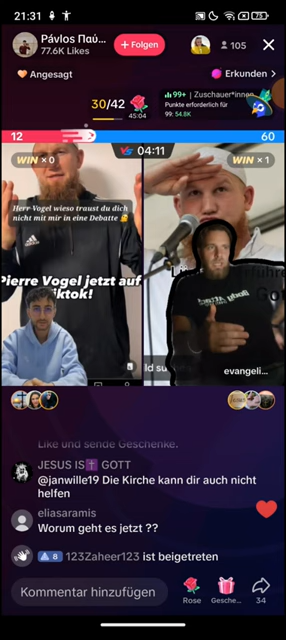 21:31
75
Pávlos Παύ...
77.6K Likes
+ Folgen
105
Angesagt
Erkunden >
30/42
45:04
99+ | Zuschauer*innen
Punkte erforderlich für
99: 54.8K
12
60
WIN × 0
VS 04:11
WIN × 1
Herr Vogel wieso traust du dich
nicht mit mir in eine Debatte
Pierre Vogel jetzt auf
iktok!
evangeli...
Like und sende Geschenke.
JESUS IS✝️ GOTT
@janwille19 Die Kirche kann dir auch nicht
helfen
eliasaramis
Worum geht es jetzt ??
8 123Zaheer123 ist beigetreten
Kommentar hinzufügen
Rose
Gesche...
34